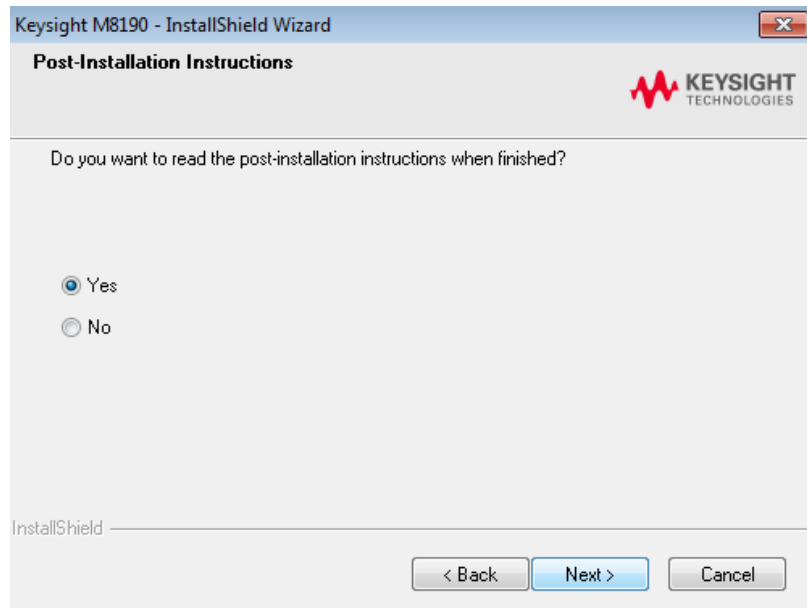 Keysight M8190 - InstallShield Wizard
Post-Installation Instructions
KEYSIGHT
TECHNOLOGIES
Do you want to read the post-installation instructions when finished?
Yes
No
InstallShield
< Back Next > Cancel